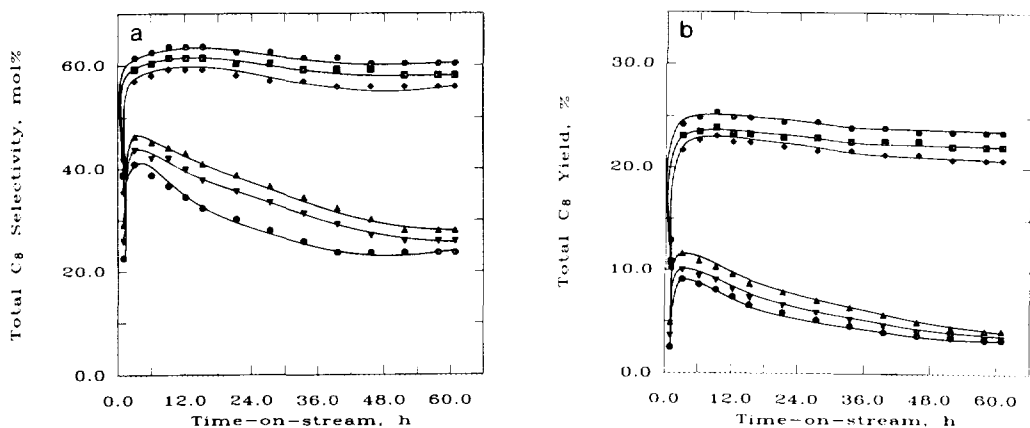 a
Total C8 Selectivity, mol%
60.0
40.0
20.0
0.0
0.0 12.0 24.0 36.0 48.0 60.0
Time-on-stream, h
b
Total C8 Yield, %
30.0
20.0
10.0
0.0
0.0 12.0 24.0 36.0 48.0 60.0
Time-on-stream, h